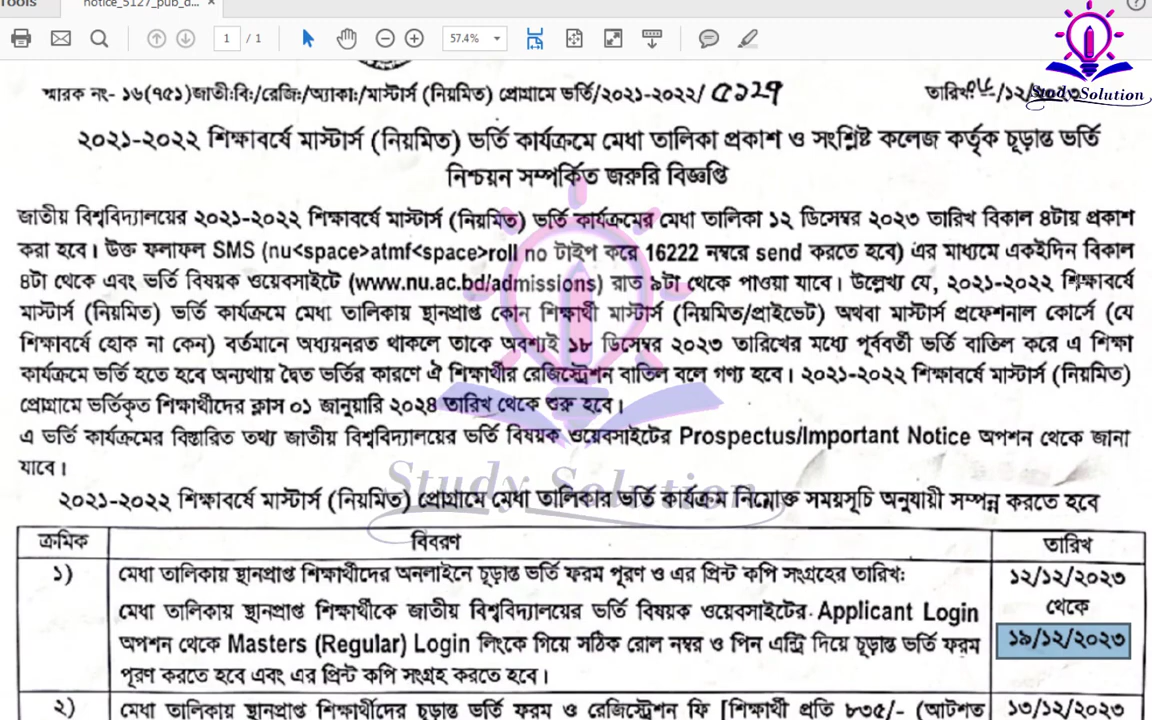 Tools
notice_5127_pub_d... ×
1 / 1
57.4%
Study Solution
স্মারক নং- ১৬(৭৫১)জাতী:বি:/রেজি:/অ্যাকা:/মাস্টার্স (নিয়মিত) প্রোগ্রামে ভর্তি/২০২১-২০২২/ ৫১২৭
তারিখ:
২০২১-২০২২ শিক্ষাবর্ষে মাস্টার্স (নিয়মিত) ভর্তি কার্যক্রমে মেধা তালিকা প্রকাশ ও সংশ্লিষ্ট কলেজ কর্তৃক চূড়ান্ত ভর্তি
নিশ্চয়ন সম্পর্কিত জরুরি বিজ্ঞপ্তি
জাতীয় বিশ্ববিদ্যালয়ের ২০২১-২০২২ শিক্ষাবর্ষে মাস্টার্স (নিয়মিত) ভর্তি কার্যক্রমের মেধা তালিকা ১২ ডিসেম্বর ২০২৩ তারিখ বিকাল ৪টায় প্রকাশ
করা হবে। উক্ত ফলাফল SMS (nu<space>atmf<space>roll no টাইপ করে 16222 নম্বরে send করতে হবে) এর মাধ্যমে একইদিন বিকাল
৪টা থেকে এবং ভর্তি বিষয়ক ওয়েবসাইটে (www.nu.ac.bd/admissions) রাত ৯টা থেকে পাওয়া যাবে। উল্লেখ্য যে, ২০২১-২০২২ শিক্ষাবর্ষে
মাস্টার্স (নিয়মিত) ভর্তি কার্যক্রমে মেধা তালিকায় স্থানপ্রাপ্ত কোন শিক্ষার্থী মাস্টার্স (নিয়মিত/প্রাইভেট) অথবা মাস্টার্স প্রফেশনাল কোর্সে (যে
শিক্ষাবর্ষে হোক না কেন) বর্তমানে অধ্যয়নরত থাকলে তাকে অবশ্যই ১৮ ডিসেম্বর ২০২৩ তারিখের মধ্যে পূর্ববর্তী ভর্তি বাতিল করে এ শিক্ষা
কার্যক্রমে ভর্তি হতে হবে অন্যথায় দ্বৈত ভর্তির কারণে ঐ শিক্ষার্থীর রেজিস্ট্রেশন বাতিল বলে গণ্য হবে। ২০২১-২০২২ শিক্ষাবর্ষে মাস্টার্স (নিয়মিত)
প্রোগ্রামে ভর্তিকৃত শিক্ষার্থীদের ক্লাস ০১ জানুয়ারি ২০২৪ তারিখ থেকে শুরু হবে।
এ ভর্তি কার্যক্রমের বিস্তারিত তথ্য জাতীয় বিশ্ববিদ্যালয়ের ভর্তি বিষয়ক ওয়েবসাইটের Prospectus/Important Notice অপশন থেকে জানা
যাবে।
Study Solution
২০২১-২০২২ শিক্ষাবর্ষে মাস্টার্স (নিয়মিত) প্রোগ্রামে মেধা তালিকার ভর্তি কার্যক্রম নিম্নোক্ত সময়সূচি অনুযায়ী সম্পন্ন করতে হবে
ক্রমিক বিবরণ তারিখ
১) মেধা তালিকায় স্থানপ্রাপ্ত শিক্ষার্থীদের অনলাইনে চূড়ান্ত ভর্তি ফরম পূরণ ও এর প্রিন্ট কপি সংগ্রহের তারিখ: ১২/১২/২০২৩
থেকে
মেধা তালিকায় স্থানপ্রাপ্ত শিক্ষার্থীকে জাতীয় বিশ্ববিদ্যালয়ের ভর্তি বিষয়ক ওয়েবসাইটের Applicant Login
অপশন থেকে Masters (Regular) Login লিংকে গিয়ে সঠিক রোল নম্বর ও পিন এন্ট্রি দিয়ে চূড়ান্ত ভর্তি ফরম ১৯/১২/২০২৩
পূরণ করতে হবে এবং এর প্রিন্ট কপি সংগ্রহ করতে হবে।
২) মেধা তালিকায় স্থানপ্রাপ্ত শিক্ষার্থীদের চূড়ান্ত ভর্তি ফরম ও রেজিস্ট্রেশন ফি [শিক্ষার্থী প্রতি ৮৩৫/- (আটশত ১৩/১২/২০২৩